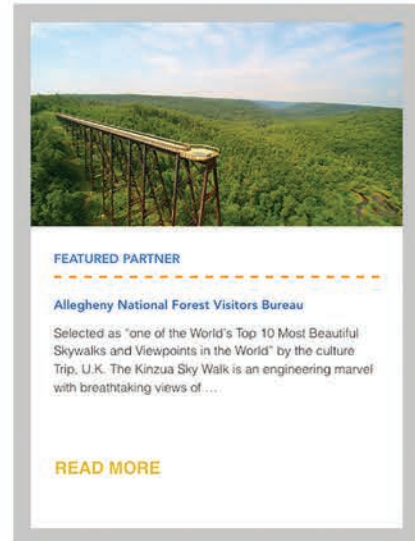 FEATURED PARTNER
Allegheny National Forest Visitors Bureau
Selected as "one of the World's Top 10 Most Beautiful
Skywalks and Viewpoints in the World" by the culture
Trip, U.K. The Kinzua Sky Walk is an engineering marvel
with breathtaking views of ...
READ MORE